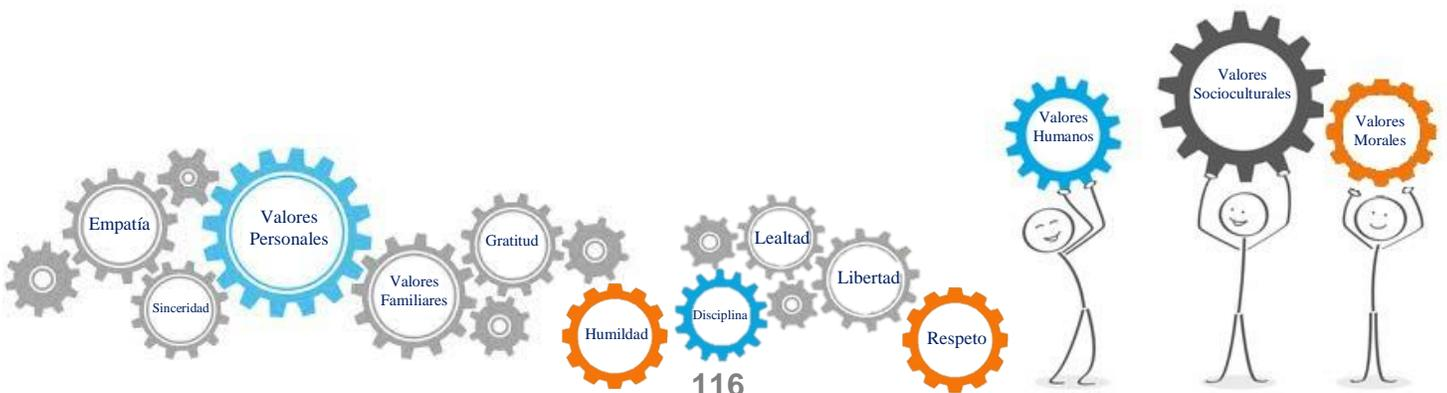 Empatía
Sinceridad
Valores
Personales
Valores
Familiares
Gratitud
Humildad
Disciplina
Lealtad
Libertad
Respeto
Valores
Humanos
Valores
Socioculturales
Valores
Morales
116